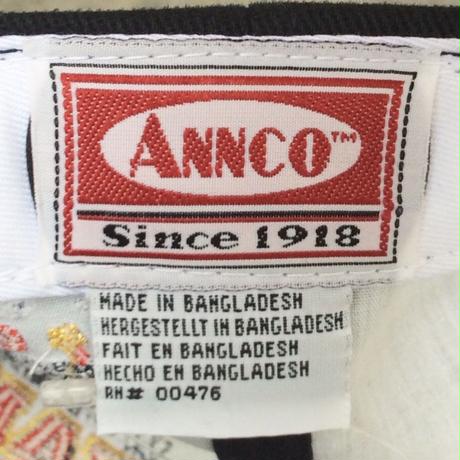 ANNCO™
Since 1918
MADE IN BANGLADESH
HERGESTELLT IN BANGLADESH
FAIT EN BANGLADESH
HECHO EN BANGLADESH
RN# 00476